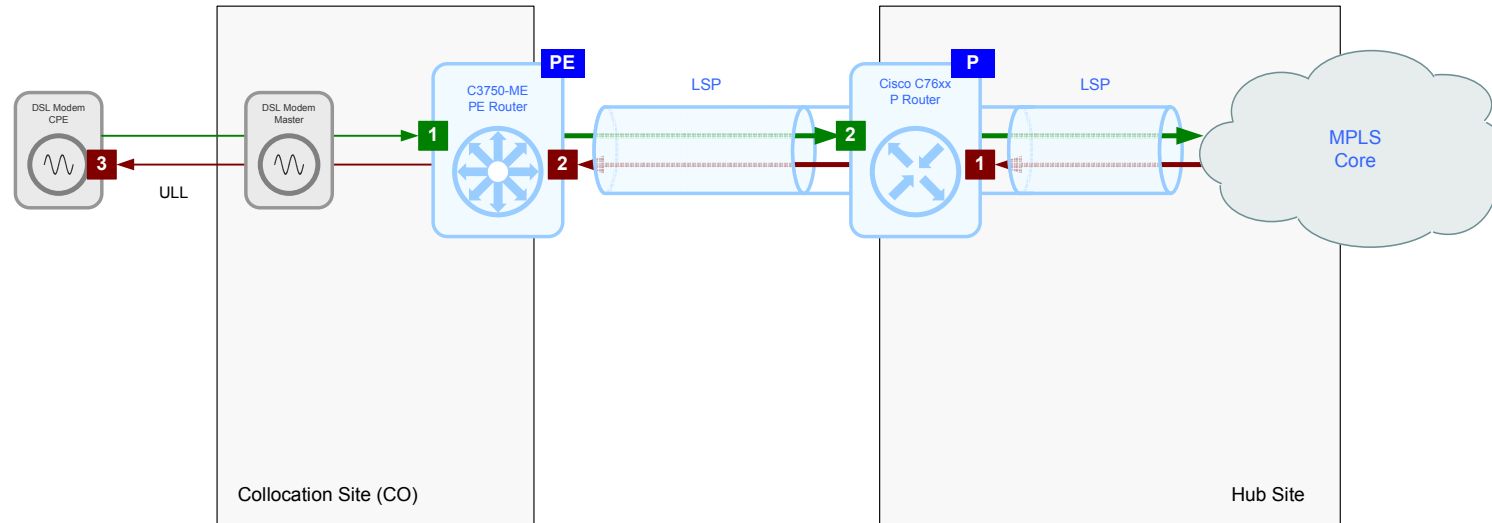 PE
P
C3750-ME
PE Router
LSP
Cisco C76xx
P Router
LSP
DSL Modem
CPE
DSL Modem
Master
1
2
MPLS
Core
3
2
1
ULL
Collocation Site (CO)
Hub Site